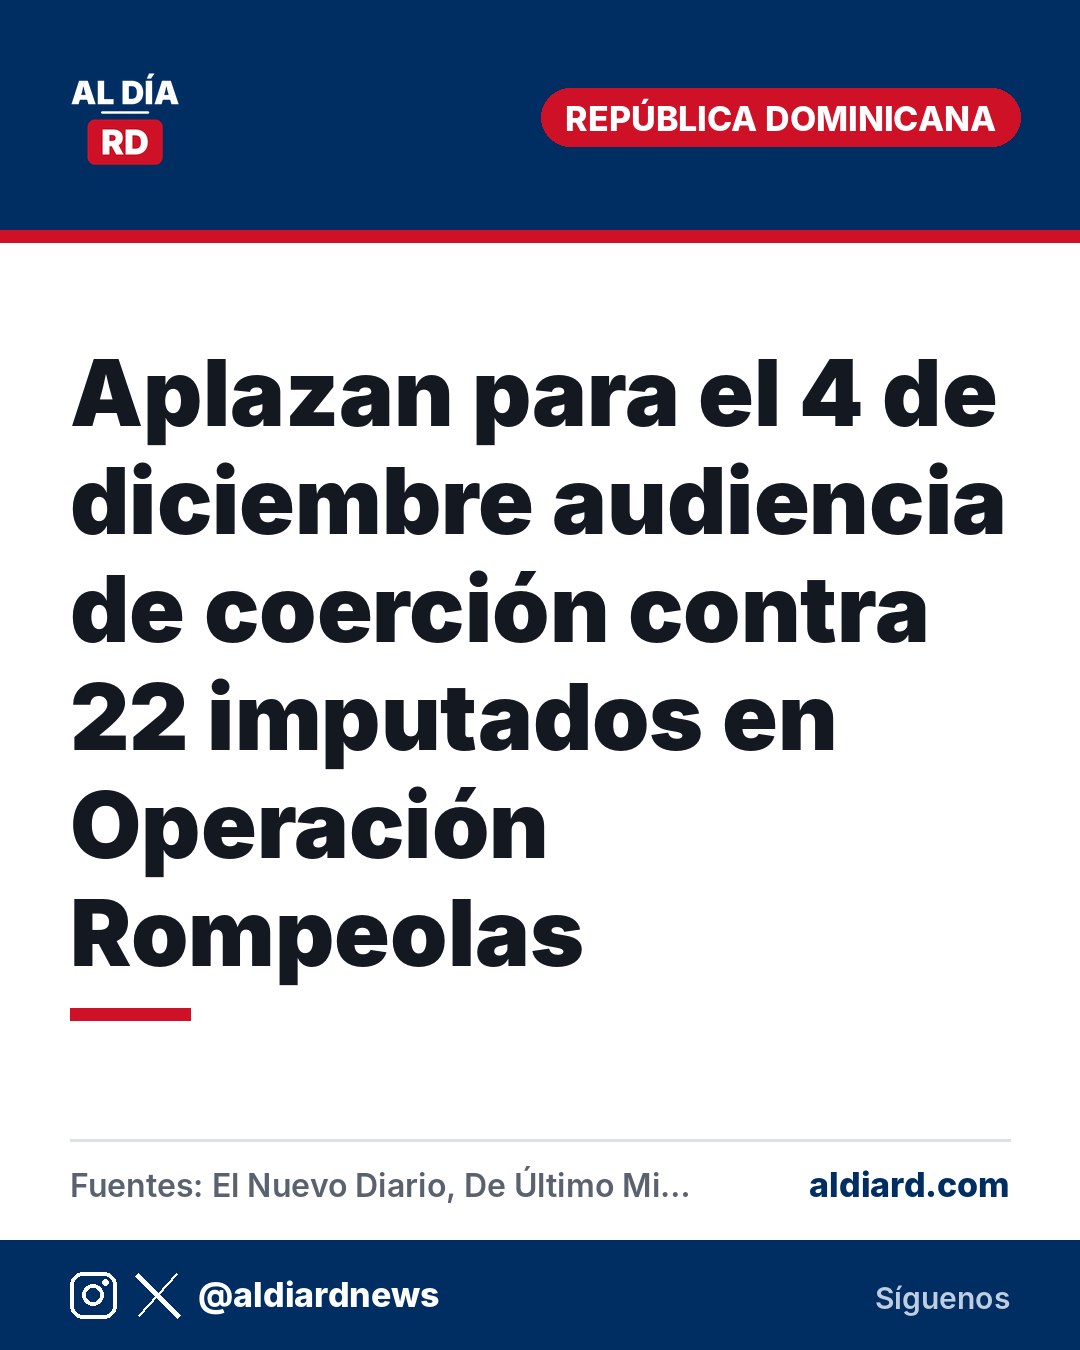 AL DÍA
RD
REPÚBLICA DOMINICANA
Aplazan para el 4 de
diciembre audiencia
de coerción contra
22 imputados en
Operación
Rompeolas
Fuentes: El Nuevo Diario, De Último Mi...
aldiard.com
@aldiardnews
Síguenos